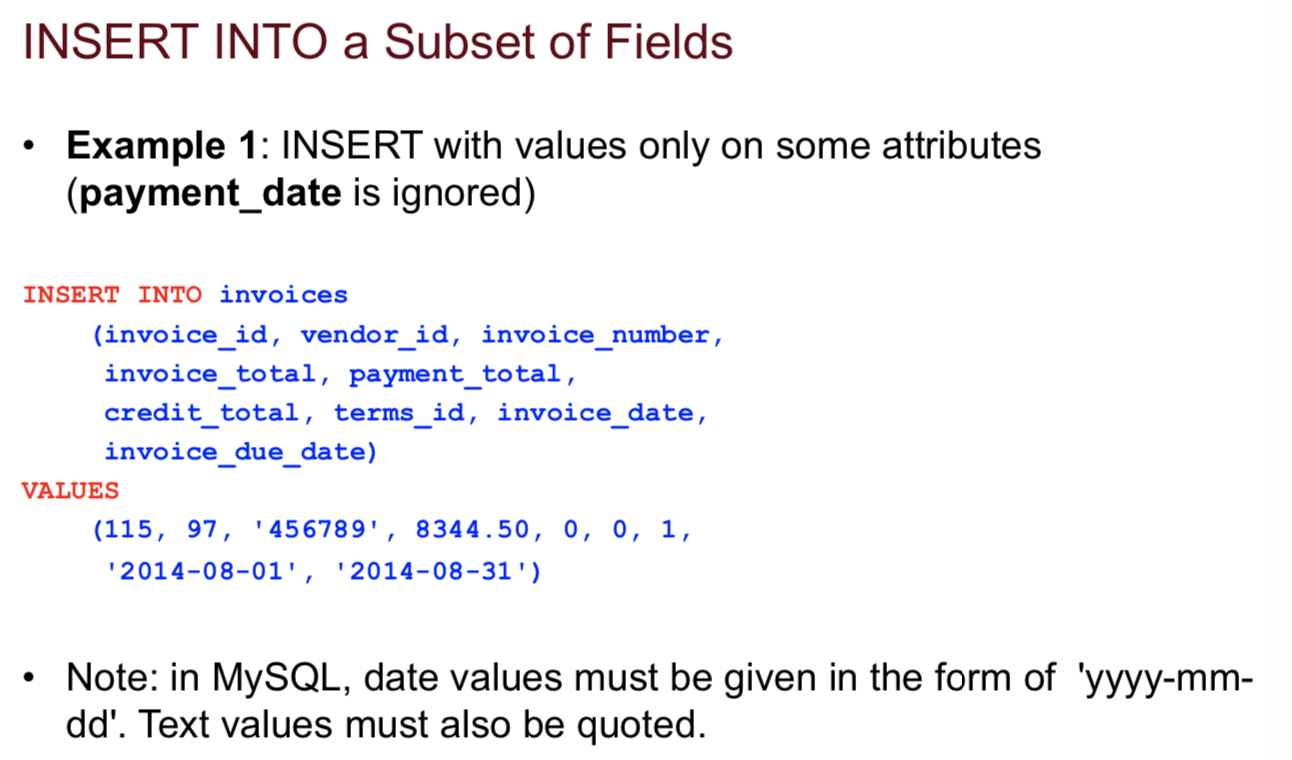 INSERT INTO a Subset of Fields
• Example 1: INSERT with values only on some attributes
(payment_date is ignored)
INSERT INTO invoices
(invoice_id, vendor_id, invoice_number,
invoice_total, payment_total,
credit_total, terms_id, invoice_date,
invoice_due_date)
VALUES
(115, 97, '456789', 8344.50, 0, 0, 1,
'2014-08-01', '2014-08-31')
• Note: in MySQL, date values must be given in the form of 'yyyy-mm-
dd'. Text values must also be quoted.